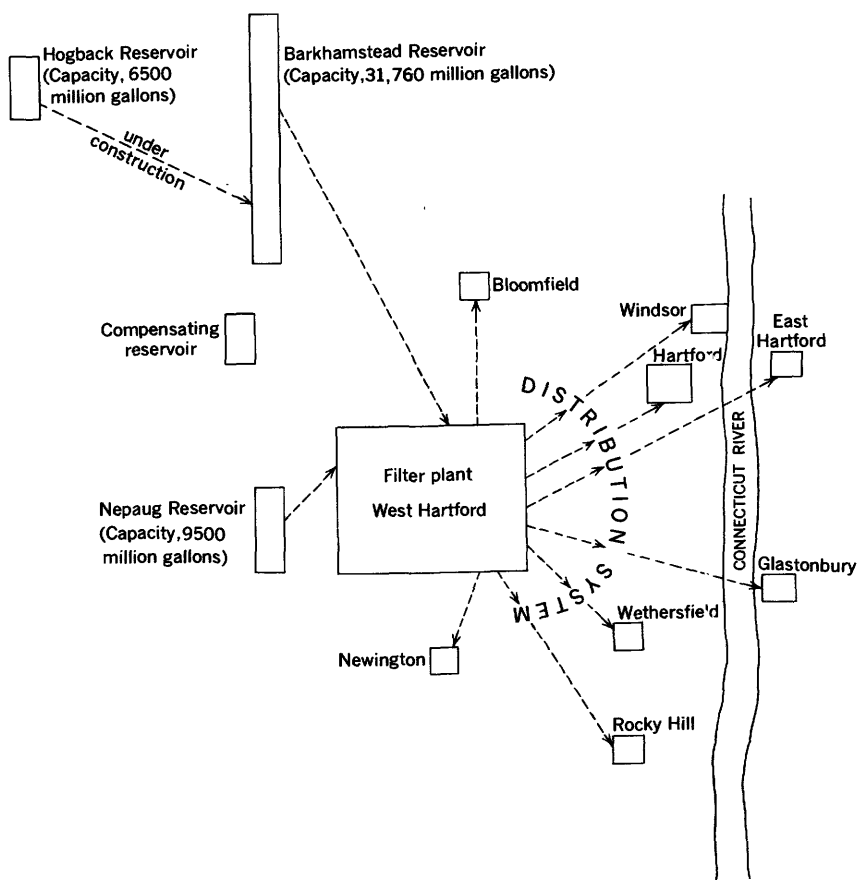 Hogback Reservoir
(Capacity, 6500
million gallons)
Barkhamstead Reservoir
(Capacity,31,760 million gallons)
under
construction
Bloomfield
Windsor
East
Hartford
Compensating
reservoir
Hartford
DISTRIBUTION SYSTEM
Filter plant
West Hartford
CONNECTICUT RIVER
Nepaug Reservoir
(Capacity,9500
million gallons)
Glastonbury
Wethersfield
Newington
Rocky Hill